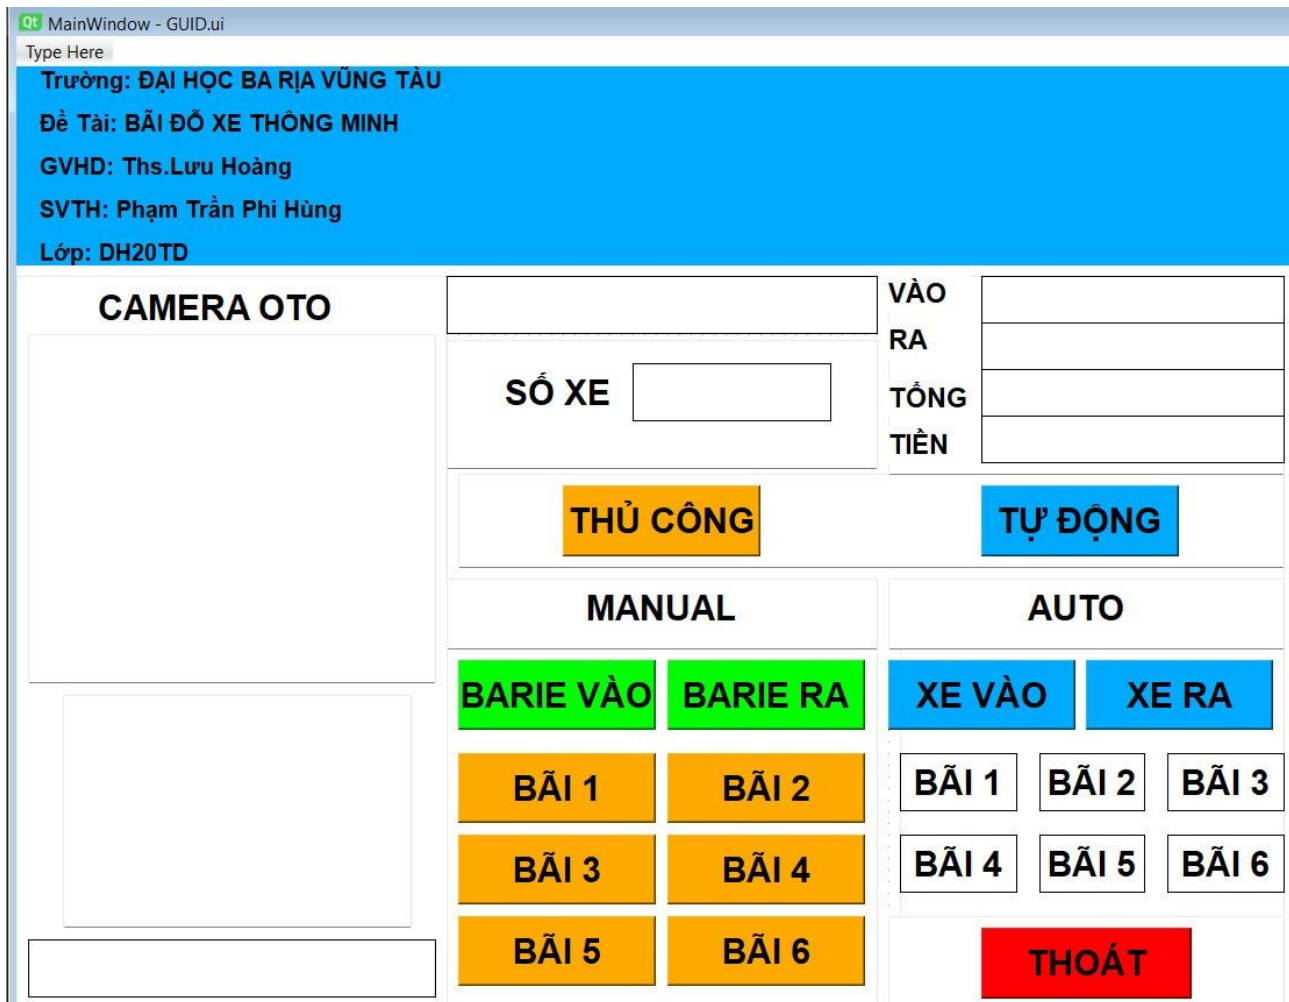 Qt MainWindow - GUID.ui
Type Here
Trường: ĐẠI HỌC BA RỊA VŨNG TÀU
Đề Tài: BÃI ĐỖ XE THÔNG MINH
GVHD: Ths.Lưu Hoàng
SVTH: Phạm Trần Phi Hùng
Lớp: DH20TD
CAMERA OTO
SỐ XE
VÀO
RA
TỔNG
TIỀN
THỦ CÔNG
TỰ ĐỘNG
MANUAL
AUTO
BARIE VÀO
BARIE RA
XE VÀO
XE RA
BÃI 1
BÃI 2
BÃI 3
BÃI 4
BÃI 5
BÃI 6
BÃI 1
BÃI 2
BÃI 3
BÃI 4
BÃI 5
BÃI 6
THOÁT